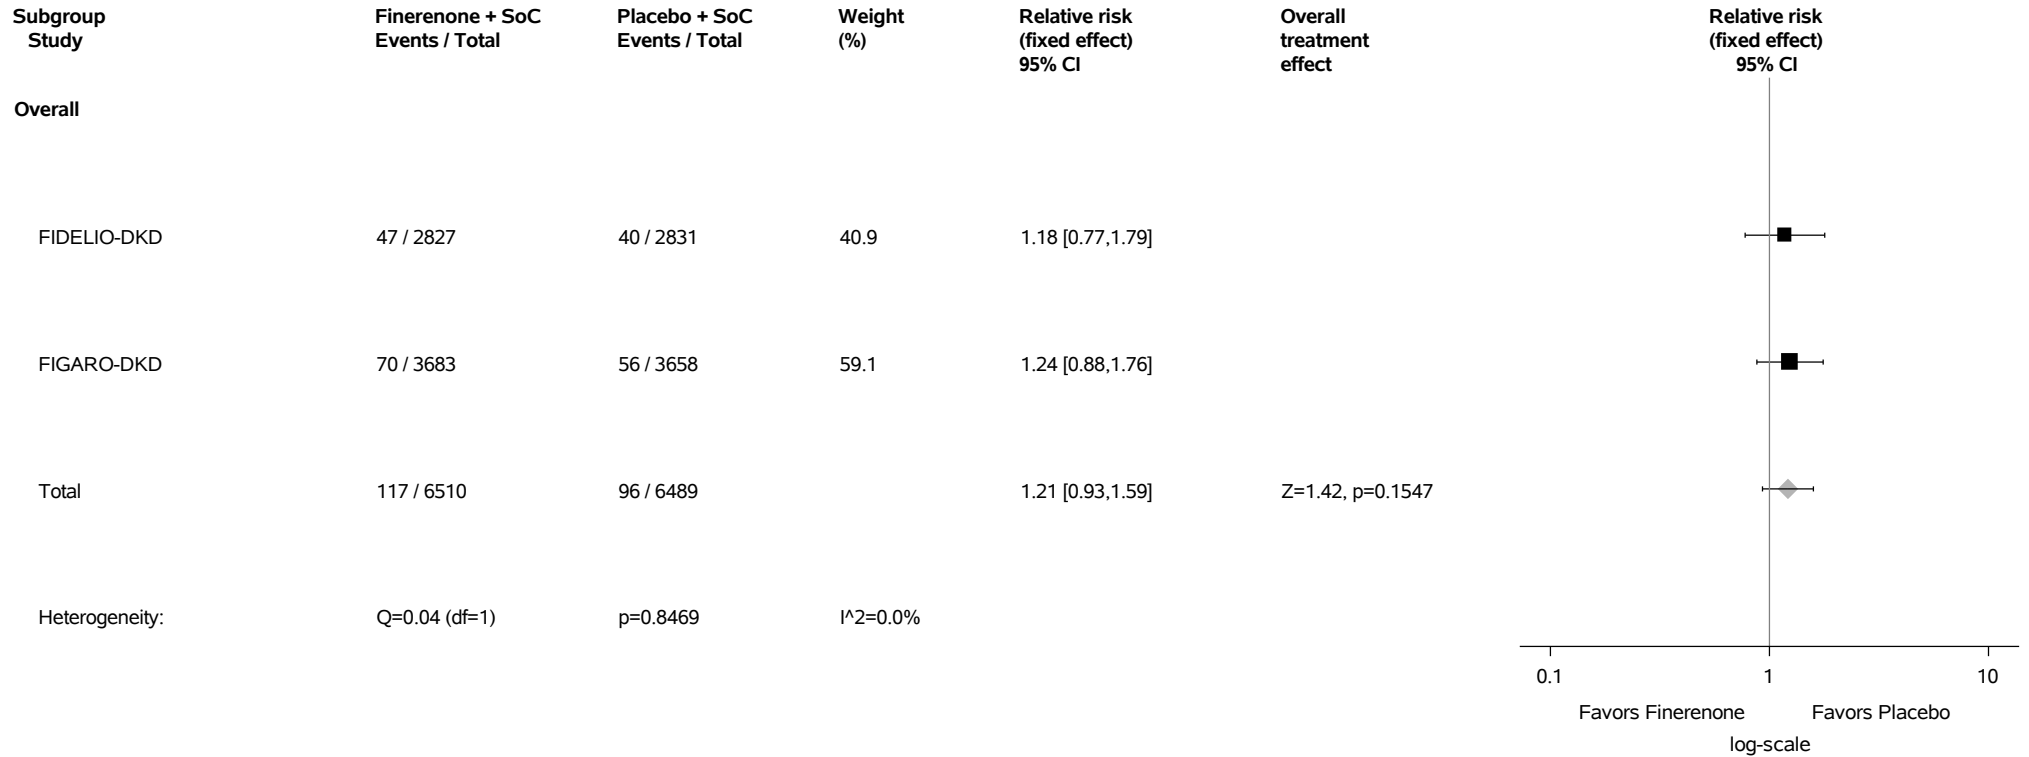 Subgroup Finerenone + SoC Placebo + SoC Weight Relative risk Overall Relative risk
Study Events / Total Events / Total (%) (fixed effect) treatment (fixed effect)
95% CI effect 95% CI
Overall
FIDELIO-DKD 47 / 2827 40 / 2831 40.9 1.18 [0.77,1.79]
FIGARO-DKD 70 / 3683 56 / 3658 59.1 1.24 [0.88,1.76]
Total 117 / 6510 96 / 6489 1.21 [0.93,1.59] Z=1.42, p=0.1547
Heterogeneity: Q=0.04 (df=1) p=0.8469 I^2=0.0%
0.1 1 10
Favors Finerenone Favors Placebo
log-scale